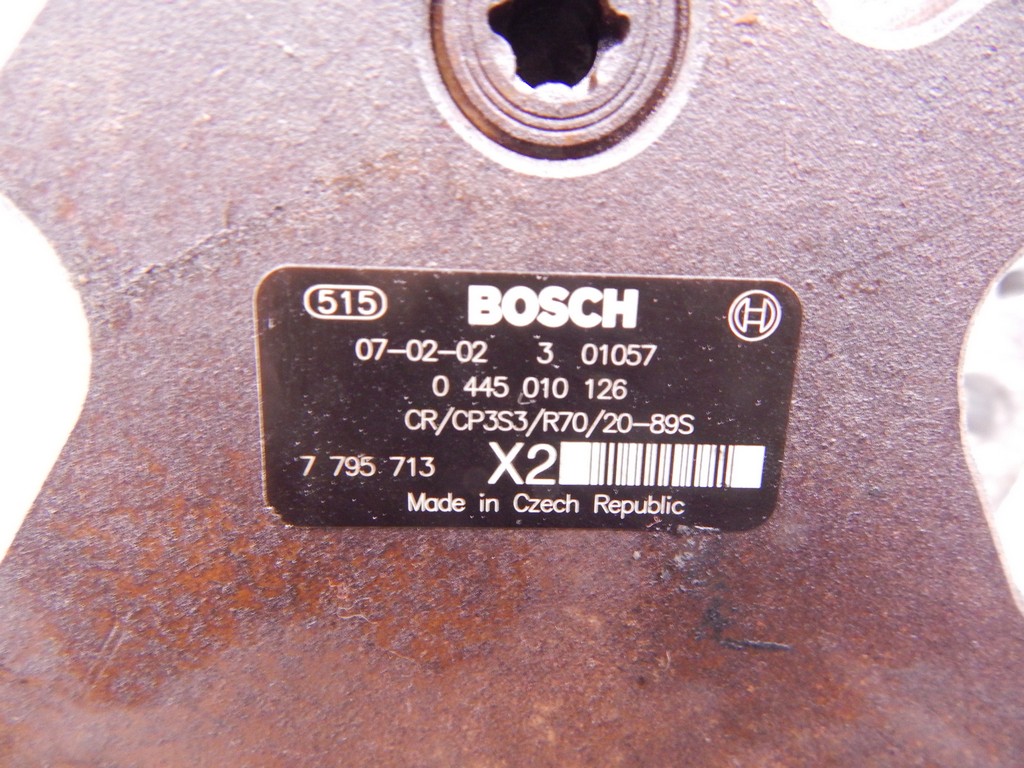 515 BOSCH
07-02-02 3 01057
0 445 010 126
CR/CP3S3/R70/20-89S
7 795 713 X2
Made in Czech Republic